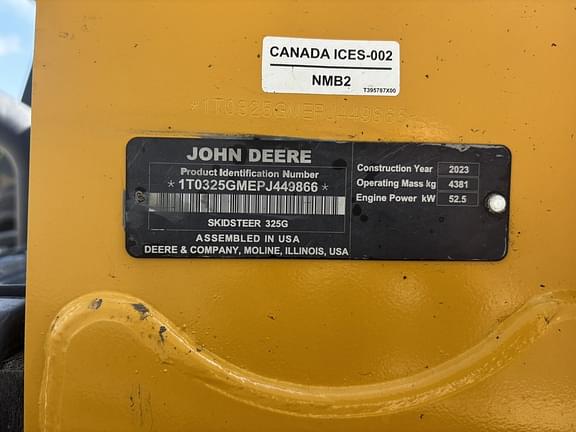 CANADA ICES-002
NMB2
T395787X00
*1T0325GMEPJ449866*
JOHN DEERE
Product Identification Number
*1T0325GMEPJ449866*
SKIDSTEER 325G
ASSEMBLED IN USA
DEERE & COMPANY, MOLINE, ILLINOIS, USA
Construction Year 2023
Operating Mass kg 4381
Engine Power kW 52.5